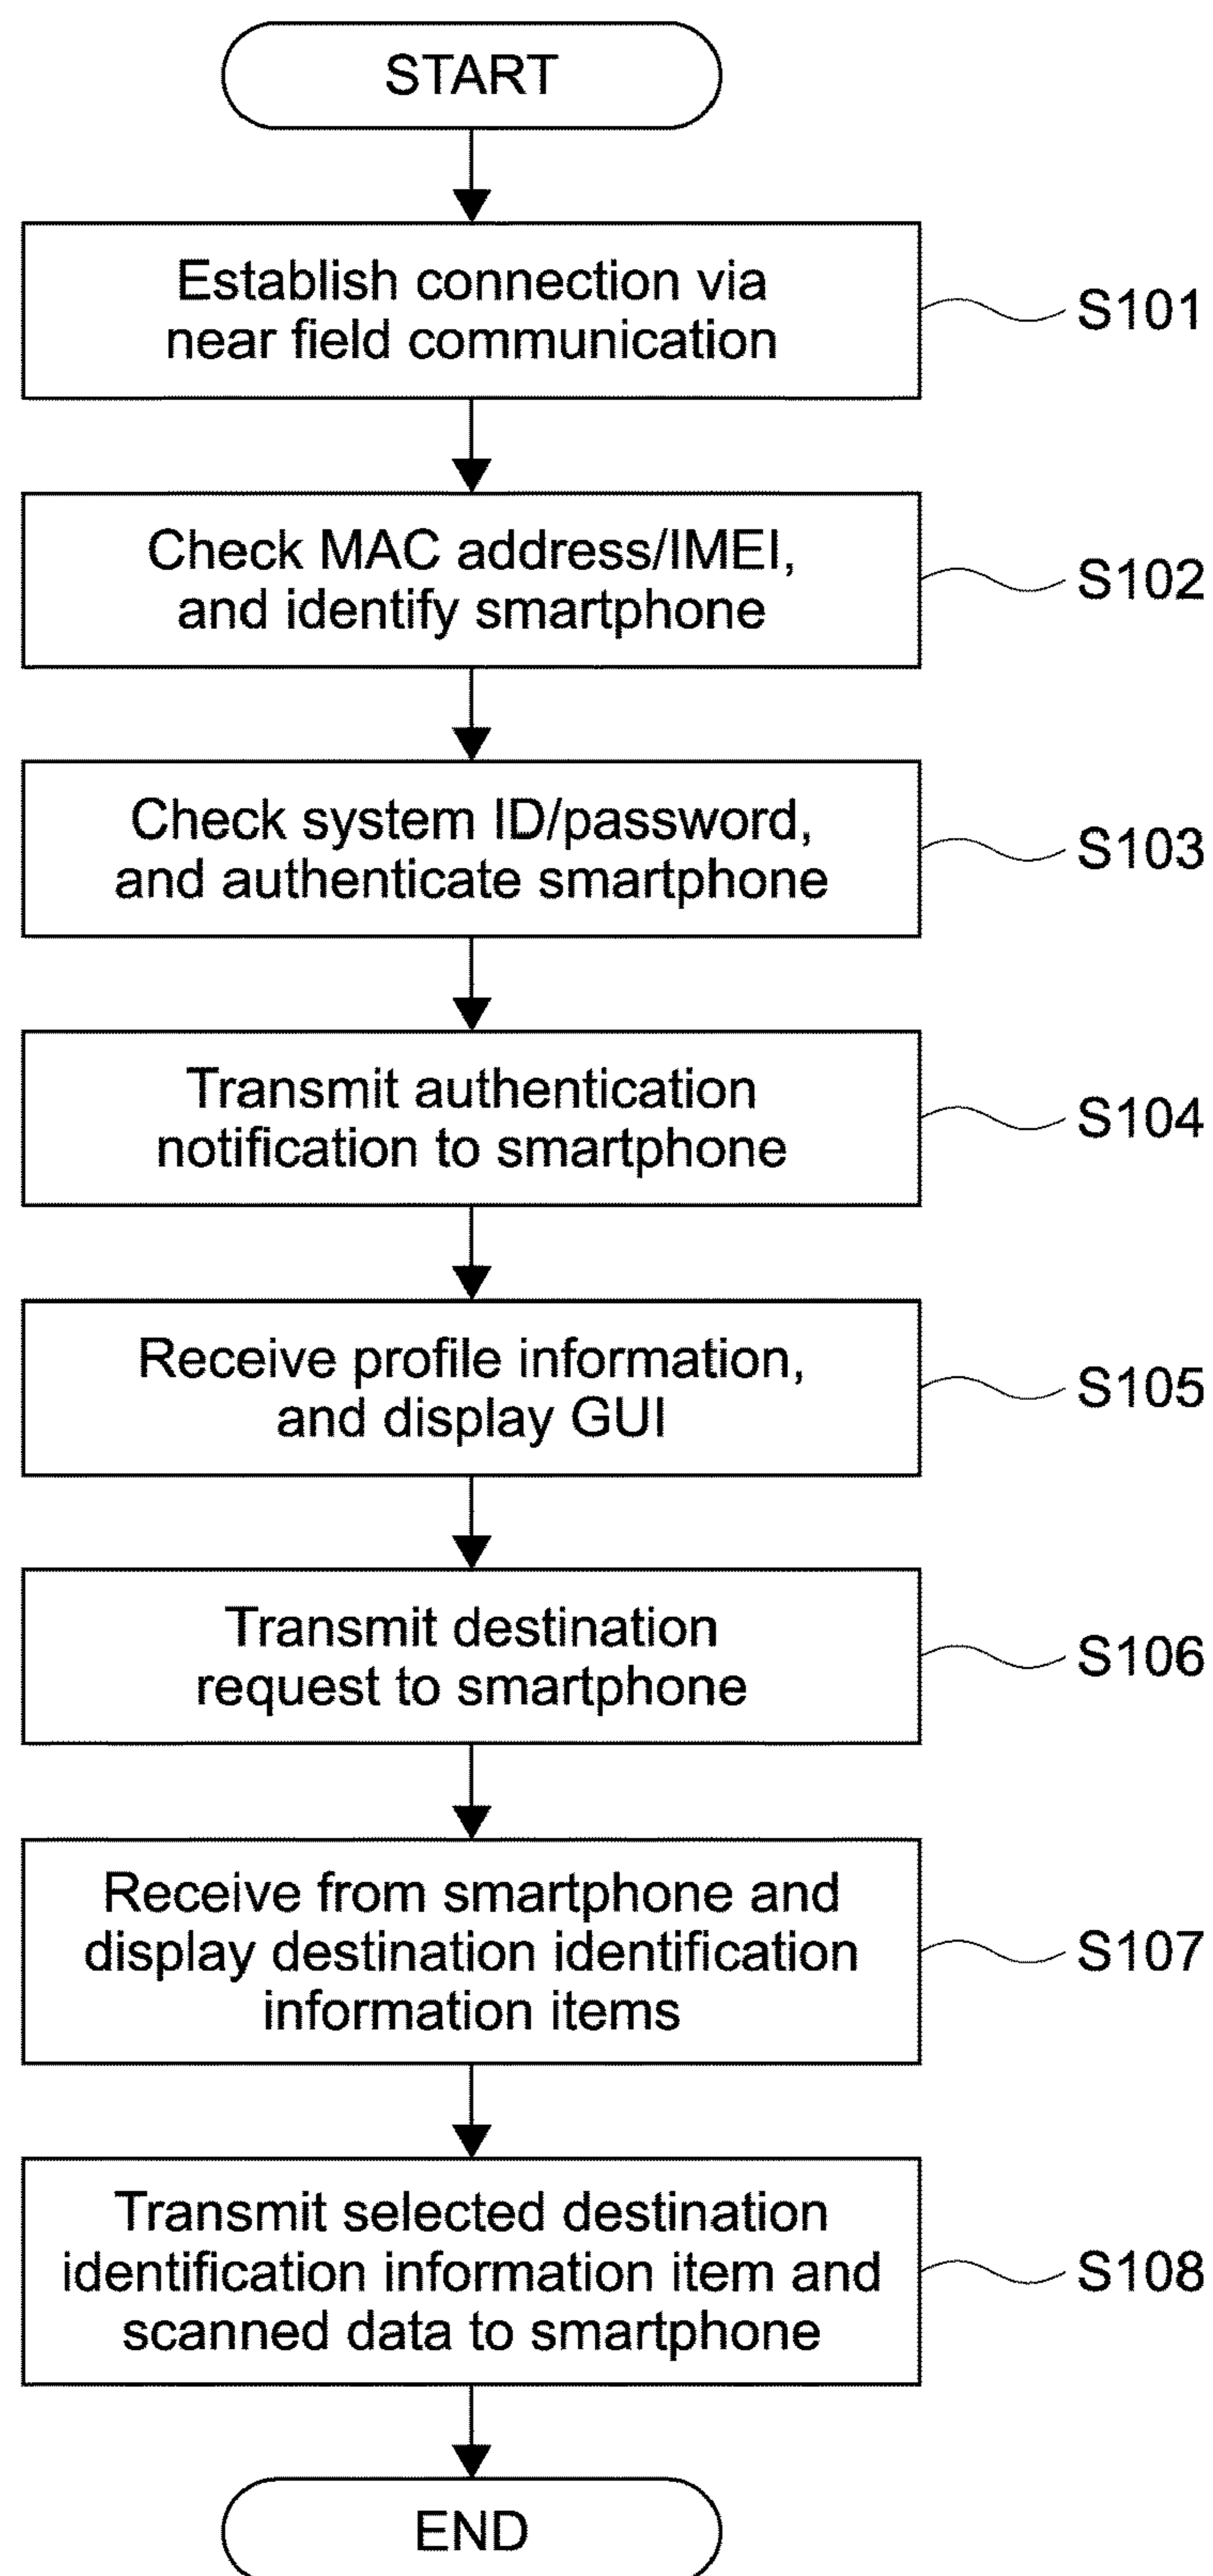 START
Establish connection via
near field communication
S101
Check MAC address/IMEI,
and identify smartphone
S102
Check system ID/password,
and authenticate smartphone
S103
Transmit authentication
notification to smartphone
S104
Receive profile information,
and display GUI
S105
Transmit destination
request to smartphone
S106
Receive from smartphone and
display destination identification
information items
S107
Transmit selected destination
identification information item and
scanned data to smartphone
S108
END